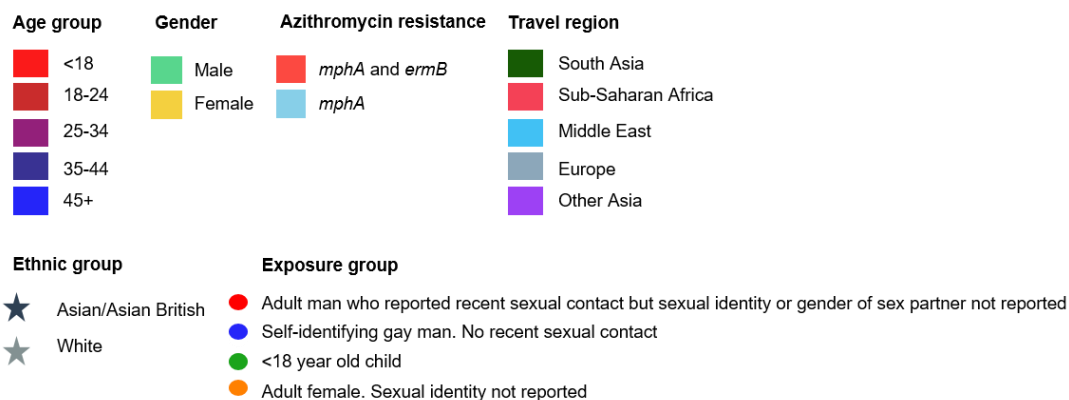 Age group
<18
18-24
25-34
35-44
45+
Gender
Male
Female
Azithromycin resistance
mphA and ermB
mphA
Travel region
South Asia
Sub-Saharan Africa
Middle East
Europe
Other Asia
Ethnic group
Asian/Asian British
White
Exposure group
Adult man who reported recent sexual contact but sexual identity or gender of sex partner not reported
Self-identifying gay man. No recent sexual contact
<18 year old child
Adult female. Sexual identity not reported